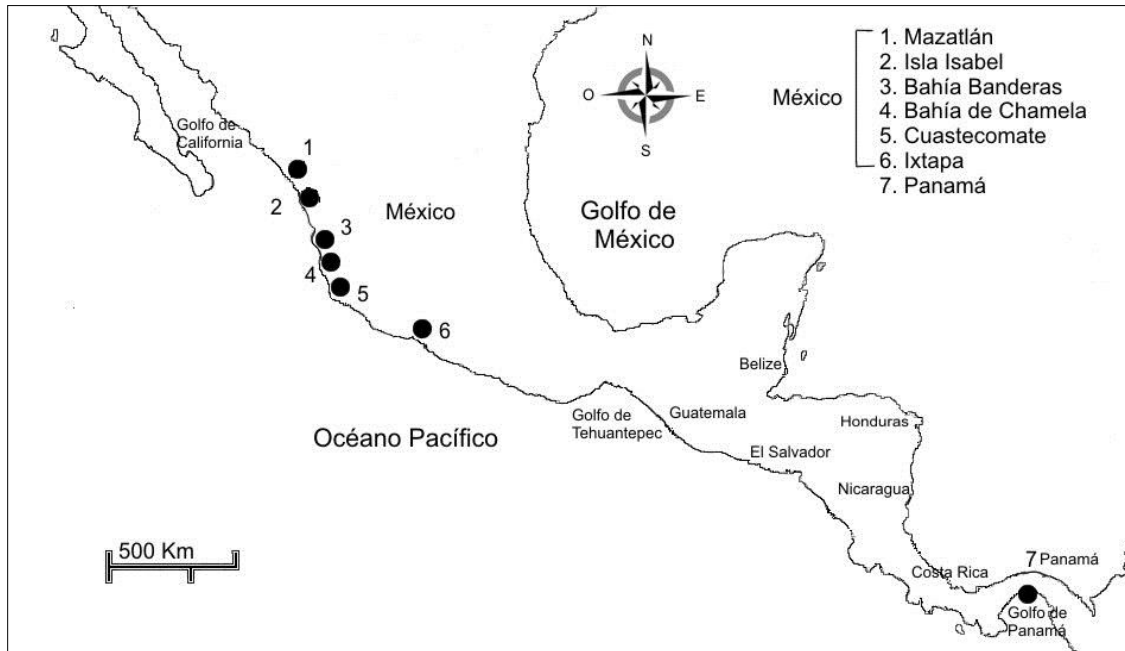 N
O
E
S
1. Mazatlán
2. Isla Isabel
3. Bahía Banderas
México
4. Bahía de Chamela
5. Cuastecomate
6. Ixtapa
7. Panamá
Golfo de
California
1
2
México
Golfo de
México
3
4
5
6
Belize
Golfo de
Tehuantepec
Guatemala
Honduras
Océano Pacífico
El Salvador
Nicaragua
500 Km
7 Panamá
Costa Rica
Golfo de
Panamá